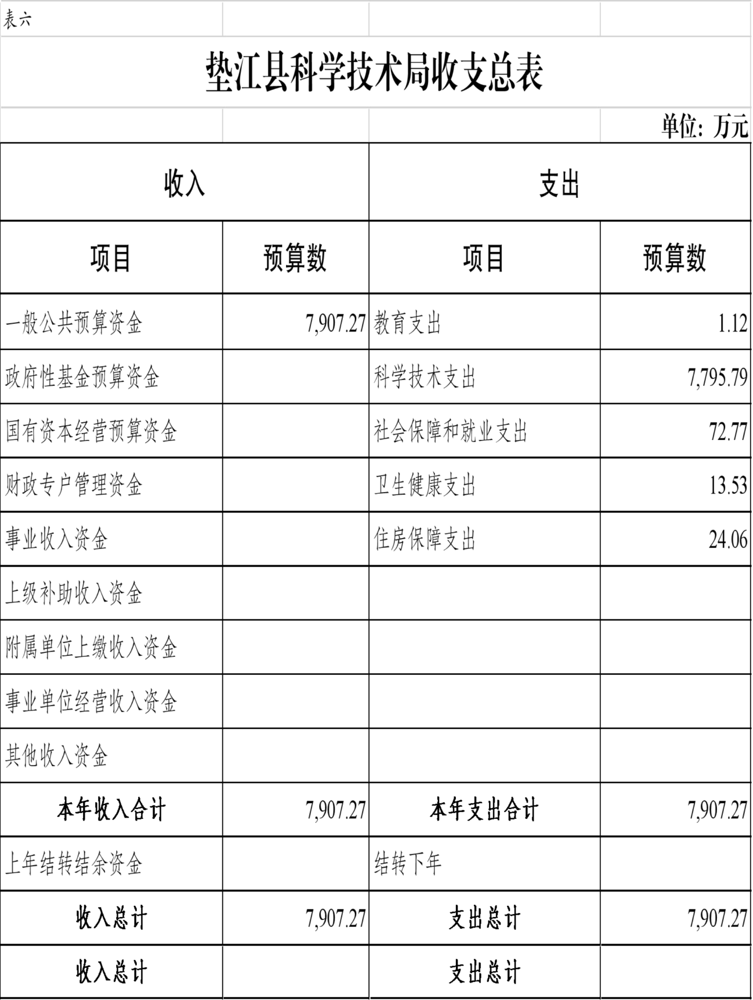 表六
垫江县科学技术局收支总表
单位：万元
收入 支出
项目 预算数 项目 预算数
一般公共预算资金 7,907.27 教育支出 1.12
政府性基金预算资金 科学技术支出 7,795.79
国有资本经营预算资金 社会保障和就业支出 72.77
财政专户管理资金 卫生健康支出 13.53
事业收入资金 住房保障支出 24.06
上级补助收入资金
附属单位上缴收入资金
事业单位经营收入资金
其他收入资金
本年收入合计 7,907.27 本年支出合计 7,907.27
上年结转结余资金 结转下年
收入总计 7,907.27 支出总计 7,907.27
收入总计 支出总计